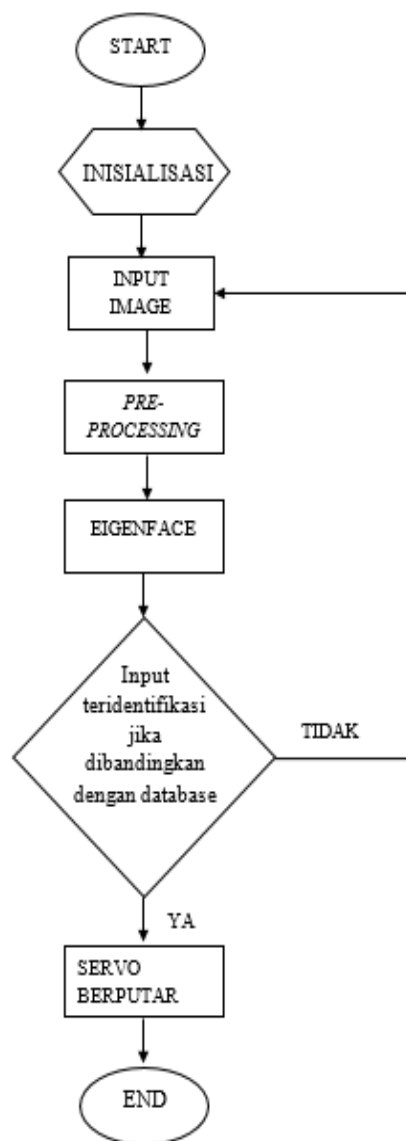 START
INISIALISASI
INPUT
IMAGE
PRE-
PROCESSING
EIGENFACE
Input
teridentifikasi
jika
dibandingkan
dengan database
TIDAK
YA
SERVO
BERPUTAR
END